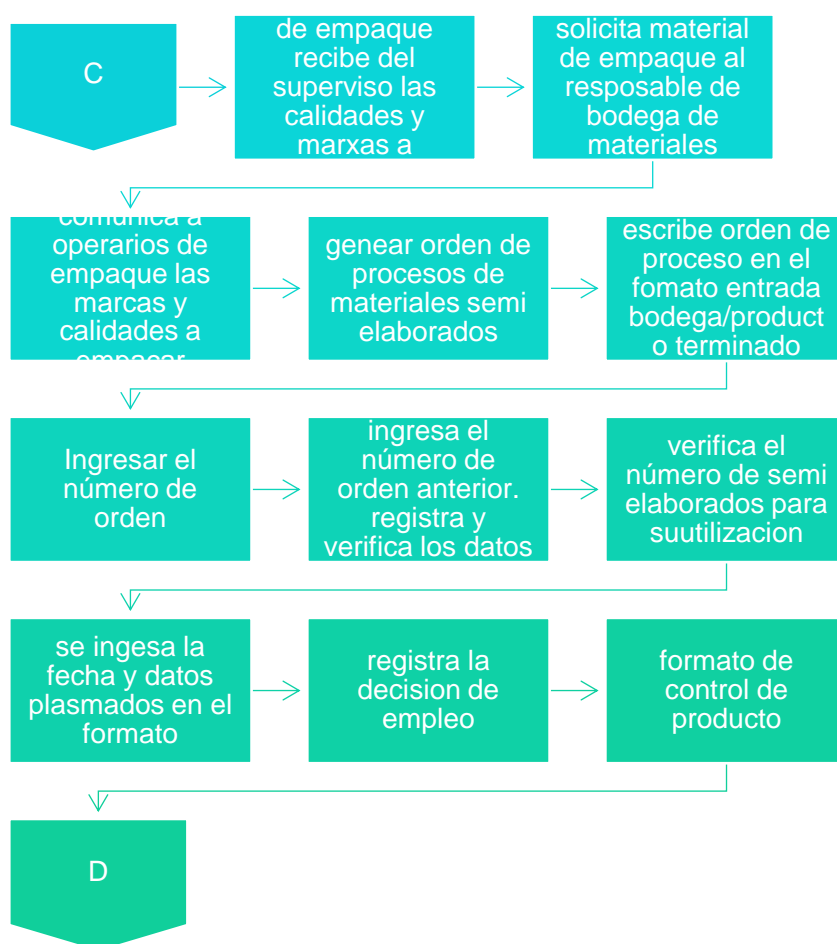 C
de empaque
recibe del
superviso las
calidades y
marxas a
solicita material
de empaque al
resposable de
bodega de
materiales
comunica a
operarios de
empaque las
marcas y
calidades a
empacar
genear orden de
procesos de
materiales semi
elaborados
escribe orden de
proceso en el
fomato entrada
bodega/product
o terminado
Ingresar el
número de
orden
ingresa el
número de
orden anterior.
registra y
verifica los datos
verifica el
número de semi
elaborados para
suutilizacion
se ingesa la
fecha y datos
plasmados en el
formato
registra la
decision de
empleo
formato de
control de
producto
D